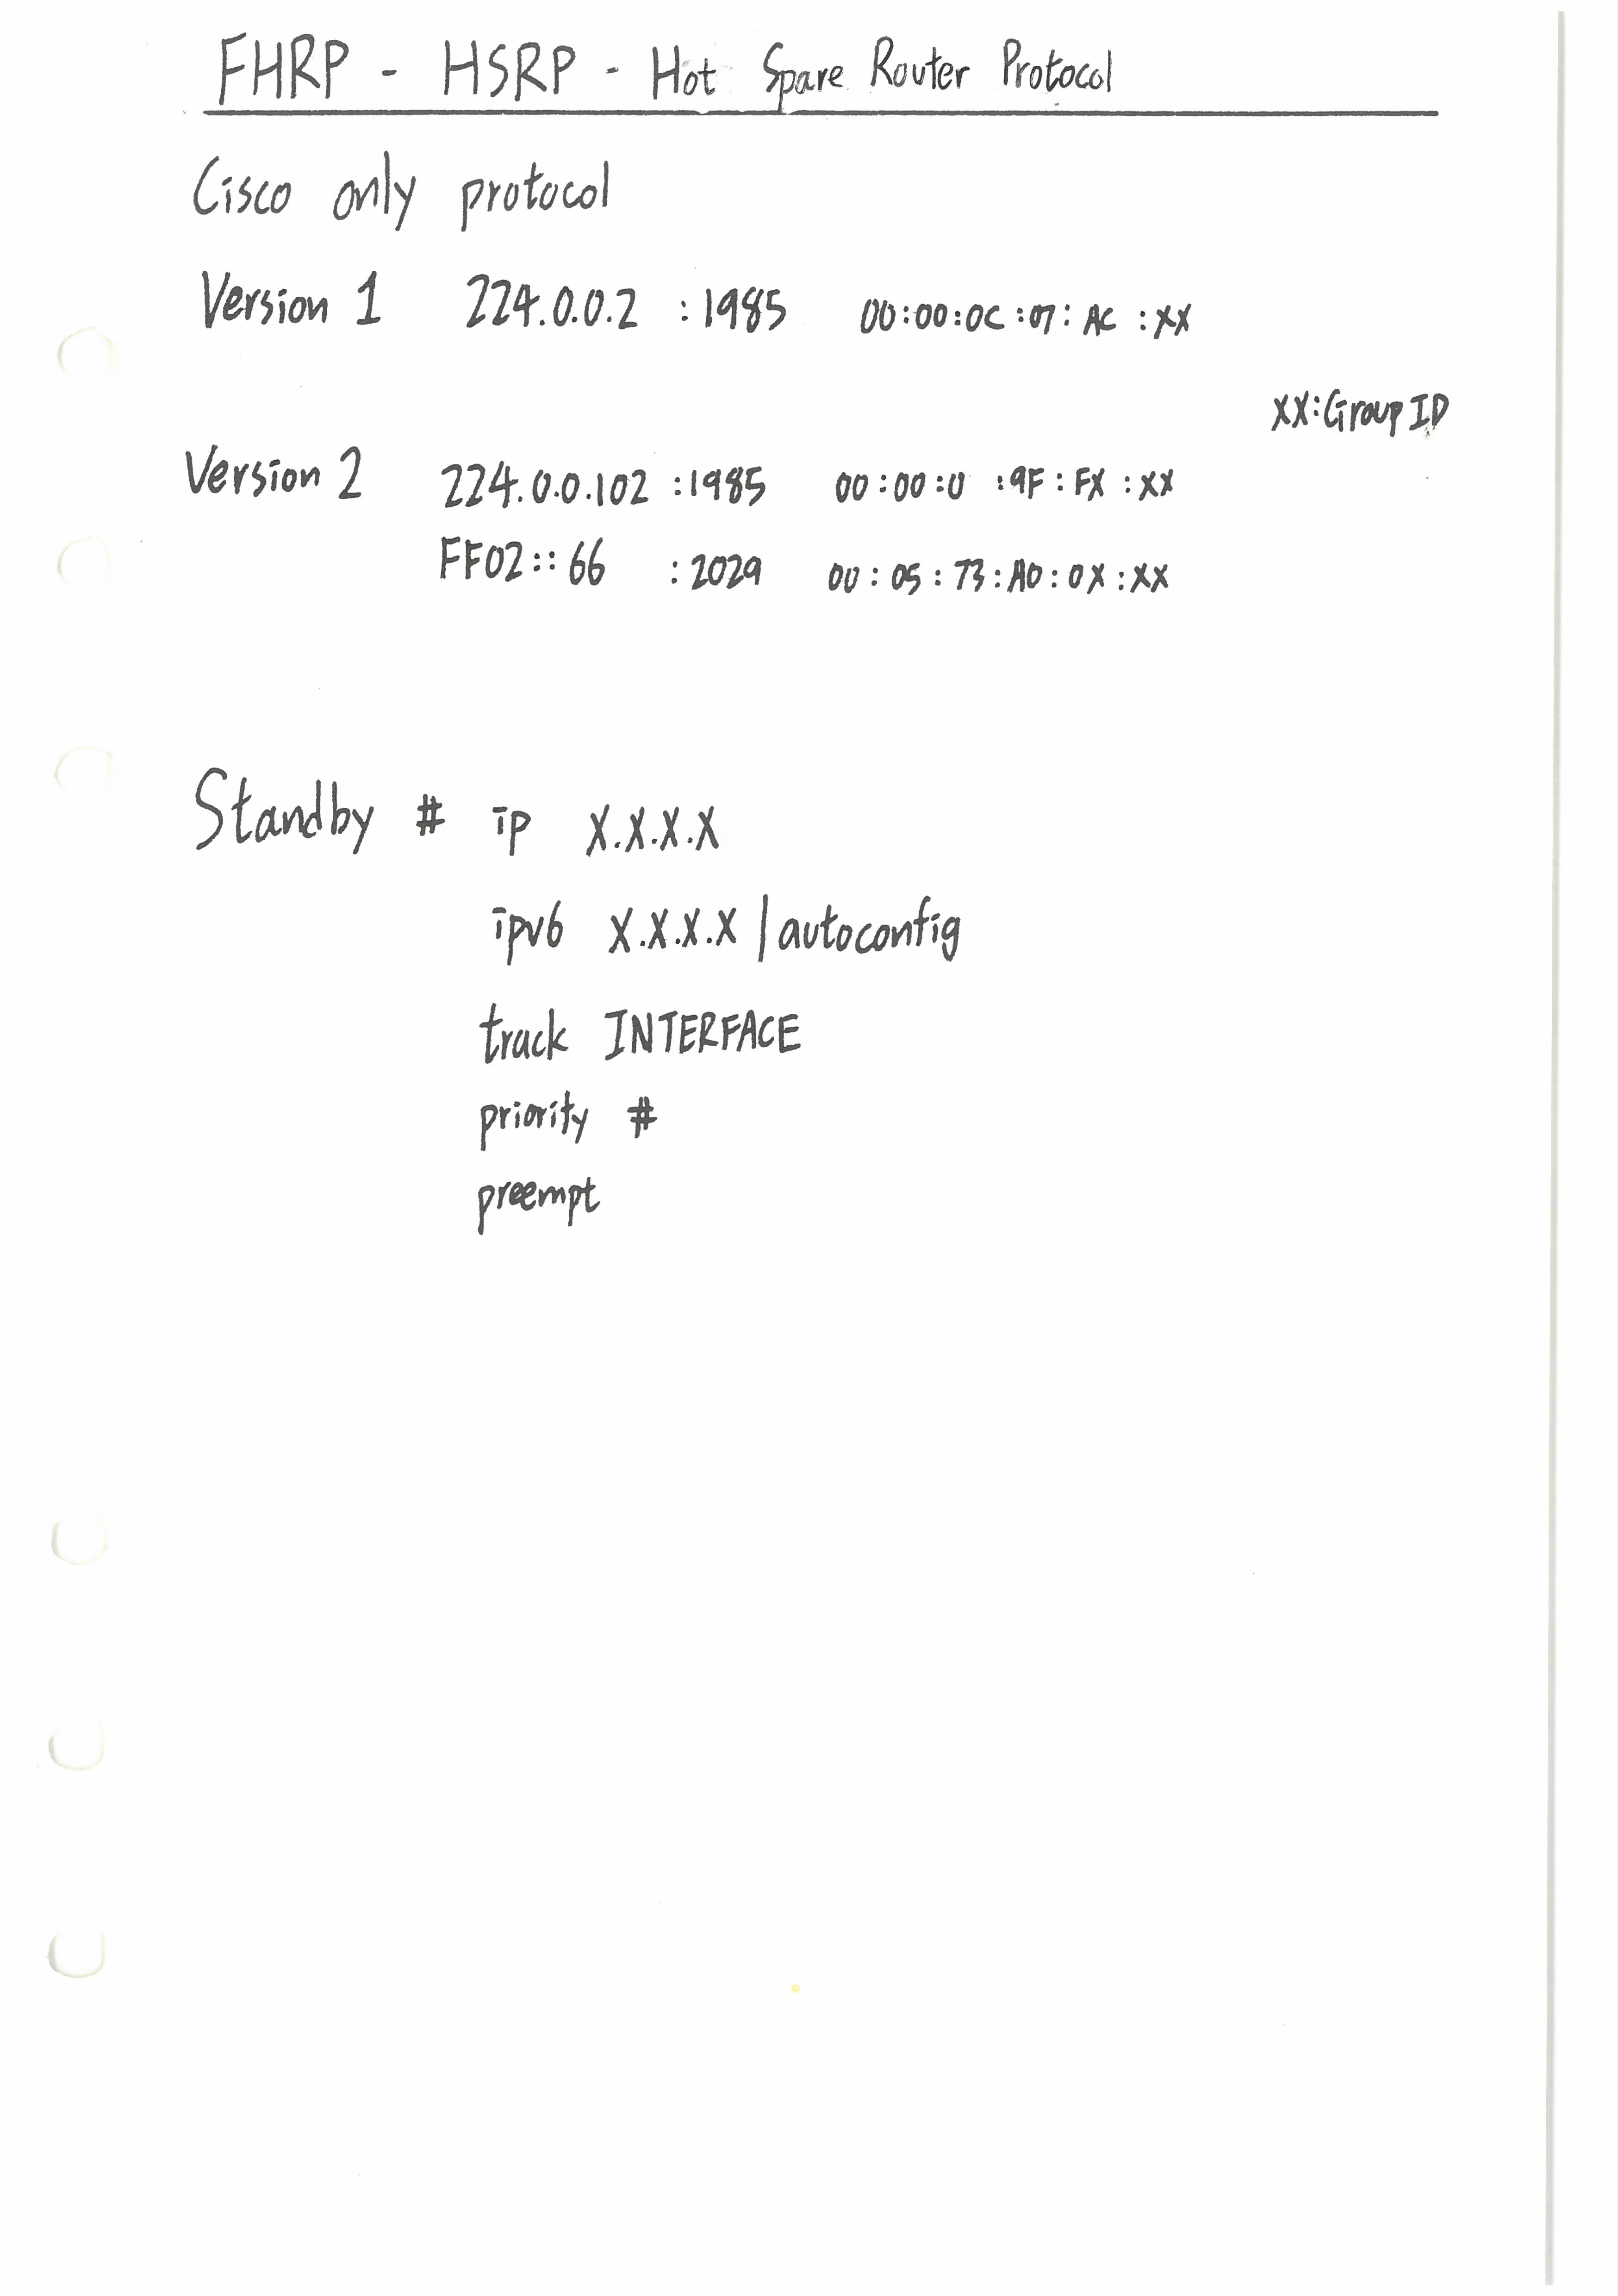 FHRP - HSRP - Hot Spare Router Protocol
Cisco only protocol
Version 1 224.0.0.2 :1985 00:00:0C:07:AC:XX
XX:Group ID
Version 2 224.0.0.102 :1985 00:00:0 :9F:FX:XX
FF02::66 :2029 00:05:73:A0:0X:XX
Standby # ip X.X.X.X
ipv6 X.X.X.X | autoconfig
track INTERFACE
priority #
preempt